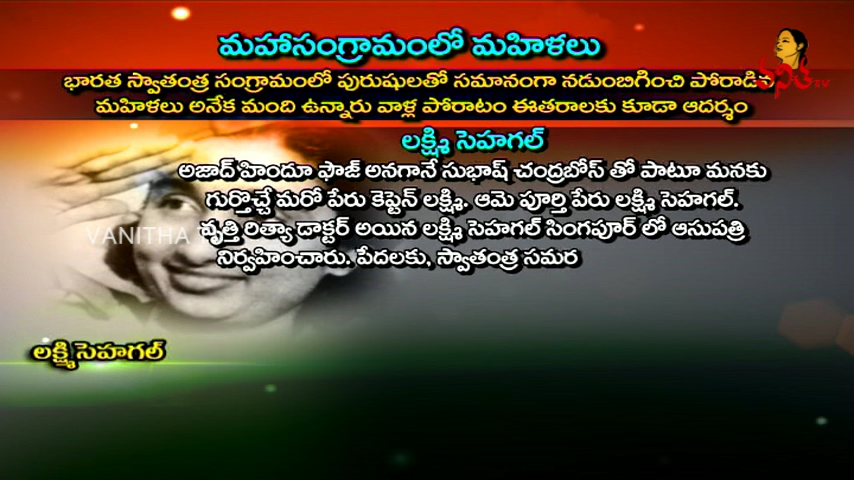 మహాసంగ్రామంలో మహిళలు
వనిత TV
భారత స్వాతంత్ర సంగ్రామంలో పురుషులతో సమానంగా నడుంబిగించి పోరాడిన
మహిళలు అనేక మంది ఉన్నారు వాళ్ల పోరాటం ఈతరాలకు కూడా ఆదర్శం
లక్ష్మి సెహగల్
అజాద్ హిందూ ఫౌజ్ అనగానే సుభాష్ చంద్రబోస్ తో పాటూ మనకు
గుర్తొచ్చే మరో పేరు కెప్టెన్ లక్ష్మి. ఆమె పూర్తి పేరు లక్ష్మి సెహగల్.
వృత్తి రిత్యా డాక్టర్ అయిన లక్ష్మి సెహగల్ సింగపూర్ లో ఆసుపత్రి
VANITHA
నిర్వహించారు. పేదలకు, స్వాతంత్ర సమర
లక్ష్మి సెహగల్